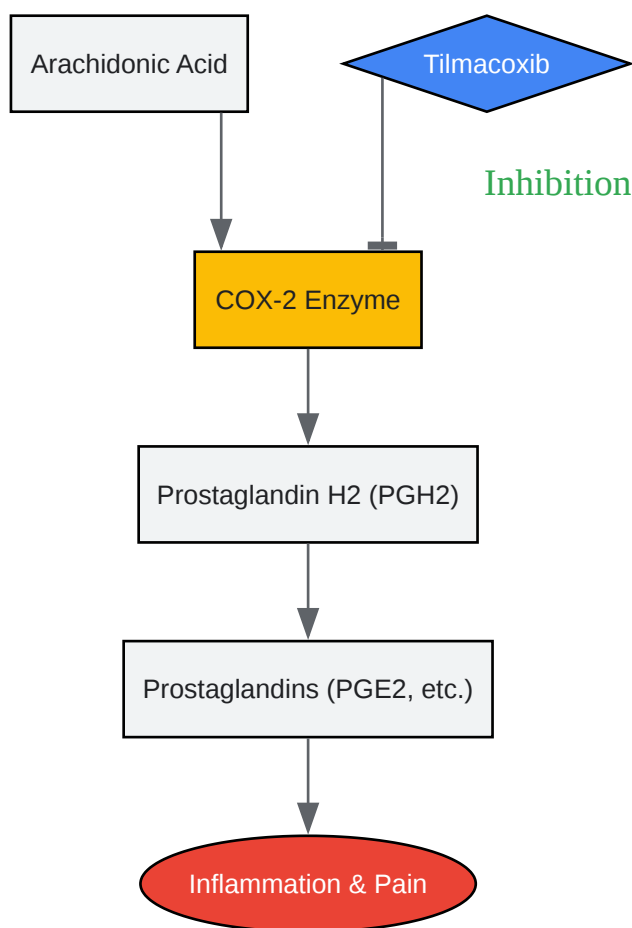 Arachidonic Acid
Tilmacoxib
Inhibition
COX-2 Enzyme
Prostaglandin H2 (PGH2)
Prostaglandins (PGE2, etc.)
Inflammation & Pain